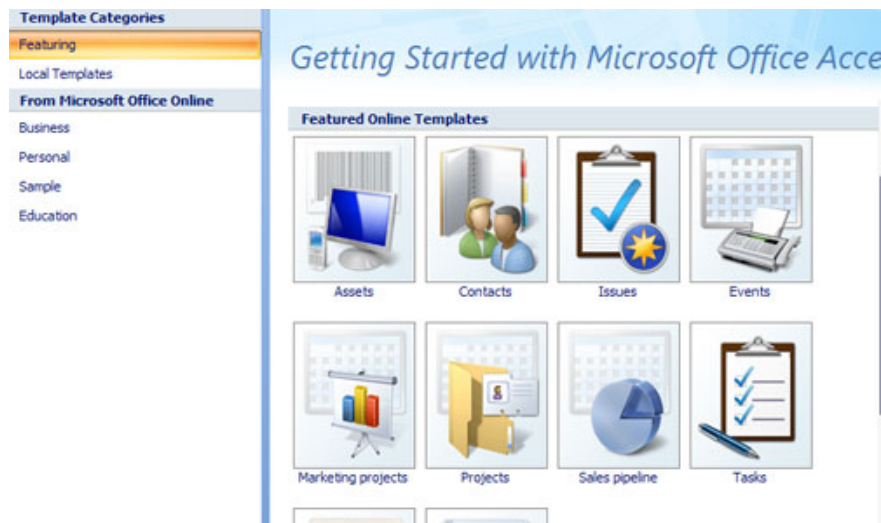 Template Categories
Featuring
Local Templates
From Microsoft Office Online
Business
Personal
Sample
Education
Getting Started with Microsoft Office Acce
Featured Online Templates
Assets Contacts Issues Events
Marketing projects Projects Sales pipeline Tasks